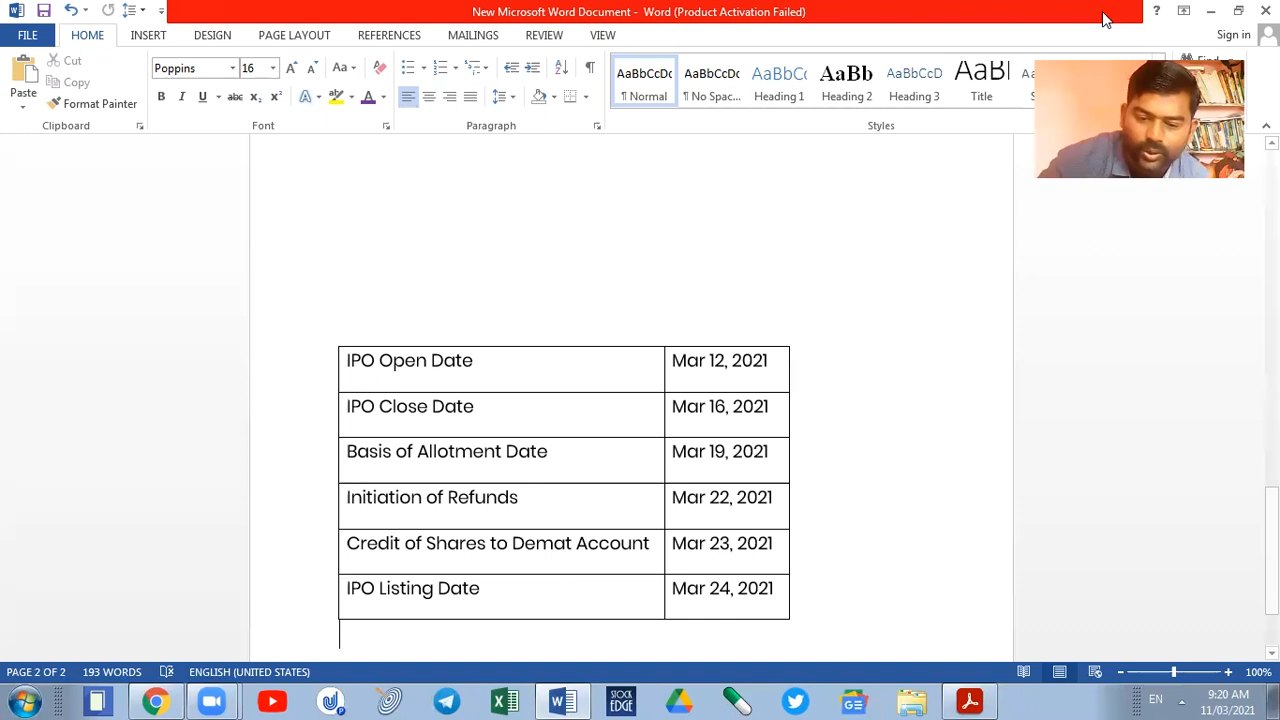 New Microsoft Word Document - Word (Product Activation Failed)
FILE HOME INSERT DESIGN PAGE LAYOUT REFERENCES MAILINGS REVIEW VIEW Sign in
Cut
Copy
Format Painter
Paste
Clipboard
Poppins 16
Font
Paragraph
AaBbCcDc AaBbCcDc AaBbC AaBb AaBbCcD AaB
¶ Normal ¶ No Spac... Heading 1 Heading 2 Heading 3 Title
Styles
IPO Open Date Mar 12, 2021
IPO Close Date Mar 16, 2021
Basis of Allotment Date Mar 19, 2021
Initiation of Refunds Mar 22, 2021
Credit of Shares to Demat Account Mar 23, 2021
IPO Listing Date Mar 24, 2021
PAGE 2 OF 2 193 WORDS ENGLISH (UNITED STATES) 100%
STOCK EDGE
EN 9:20 AM
11/03/2021